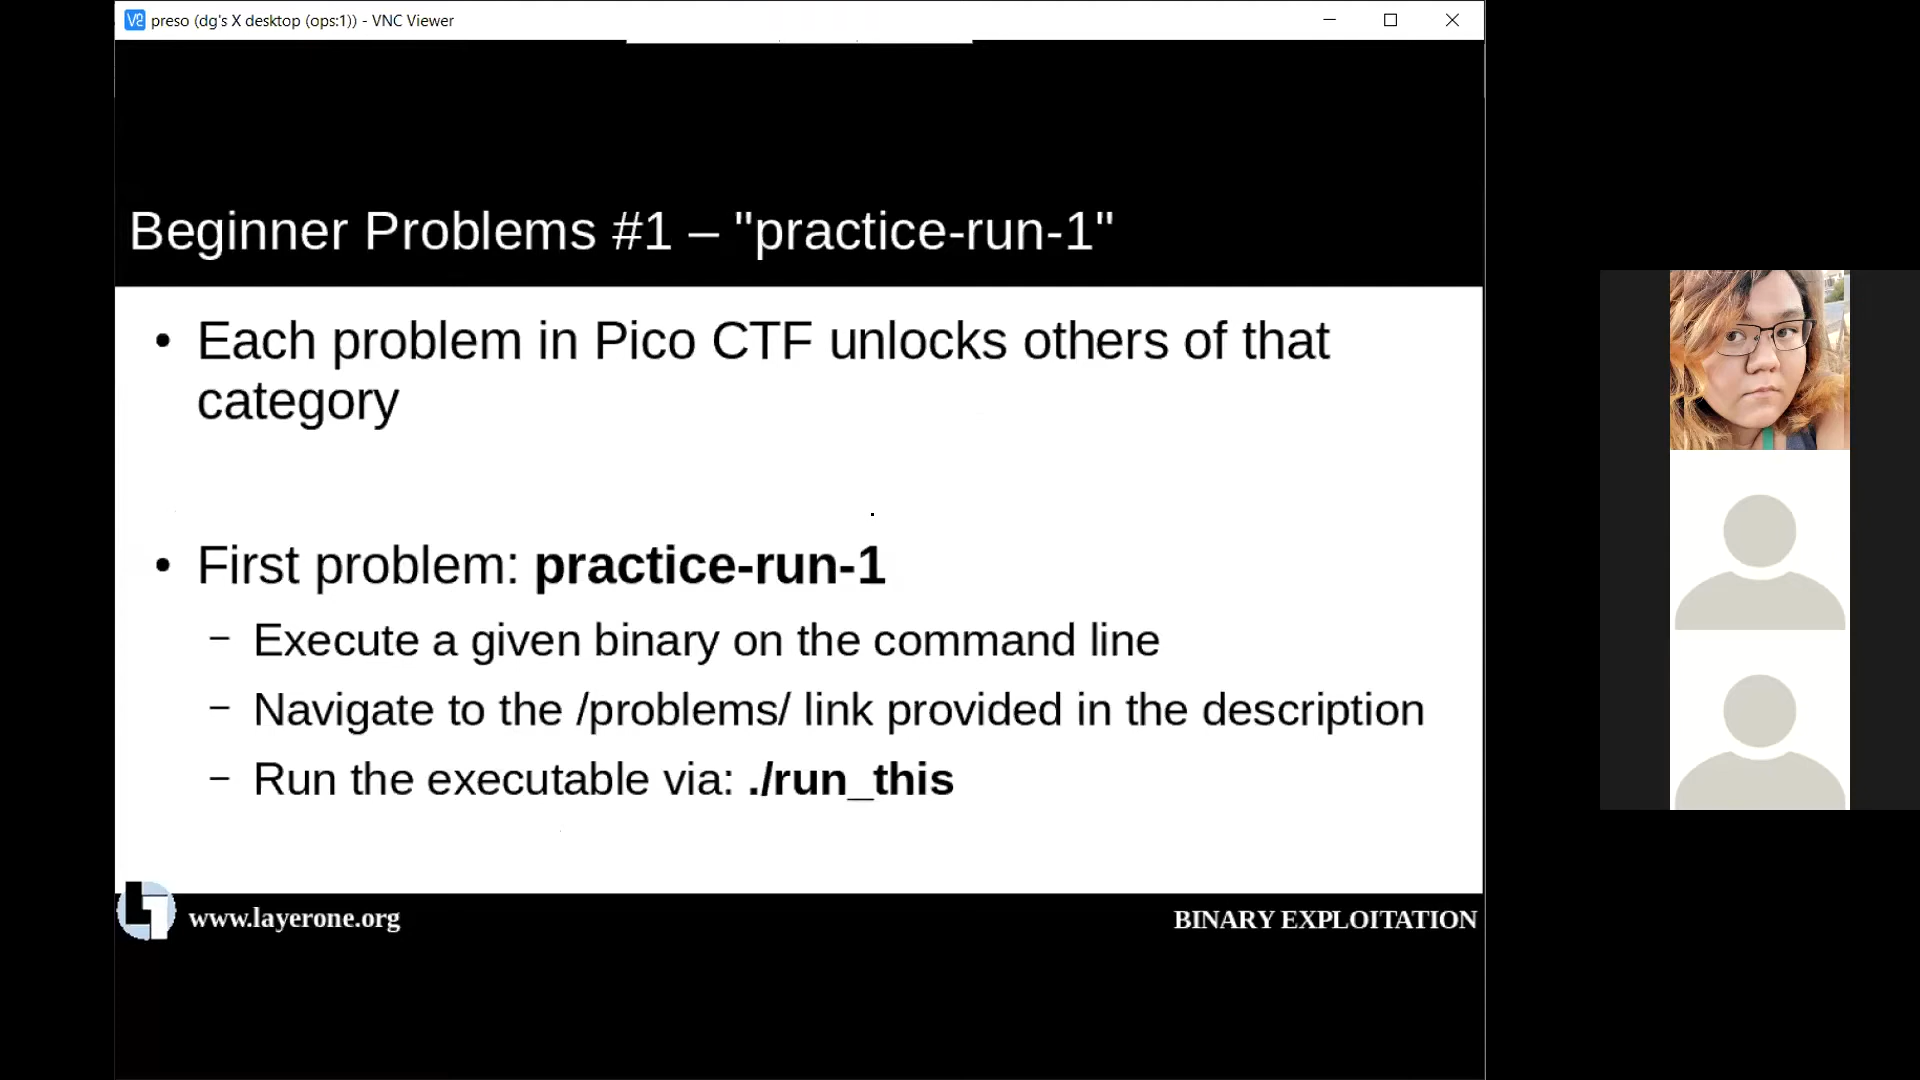 preso (dg's X desktop (ops:1)) - VNC Viewer
Beginner Problems #1 – "practice-run-1"
• Each problem in Pico CTF unlocks others of that
category
• First problem: practice-run-1
– Execute a given binary on the command line
– Navigate to the /problems/ link provided in the description
– Run the executable via: ./run_this
www.layerone.org
BINARY EXPLOITATION